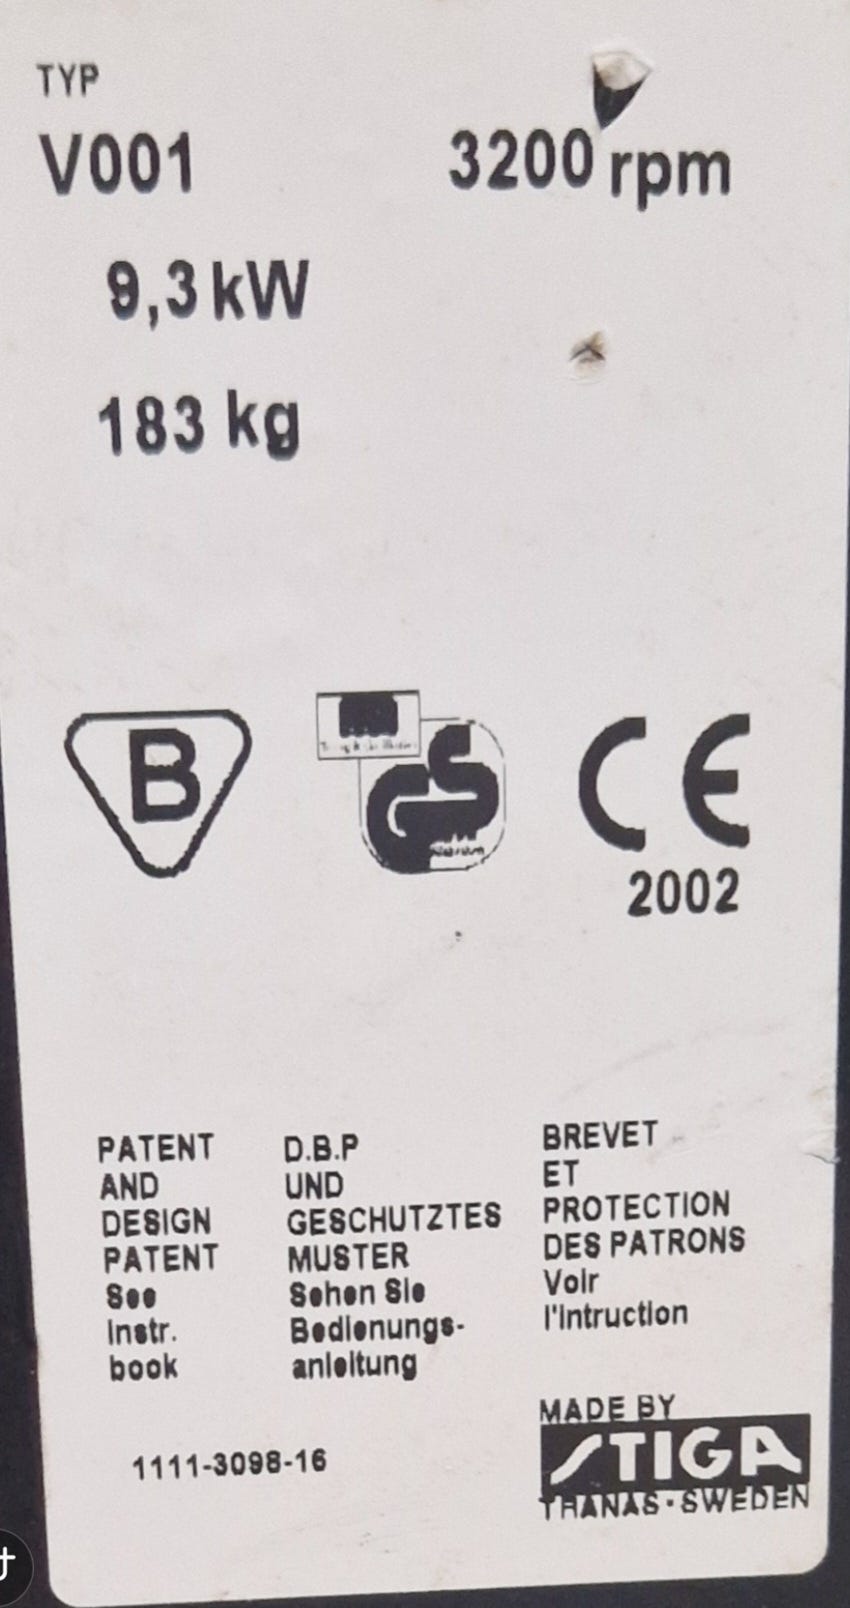 TYP
V001
3200 rpm
9,3 kW
183 kg
B
GS
CE
2002
PATENT
AND
DESIGN
PATENT
See
Instr.
book
D.B.P
UND
GESCHUTZTES
MUSTER
Sehen Sie
Bedienungs-
anleitung
BREVET
ET
PROTECTION
DES PATRONS
Voir
l'Intruction
1111-3098-16
MADE BY
STIGA
TRANAS · SWEDEN